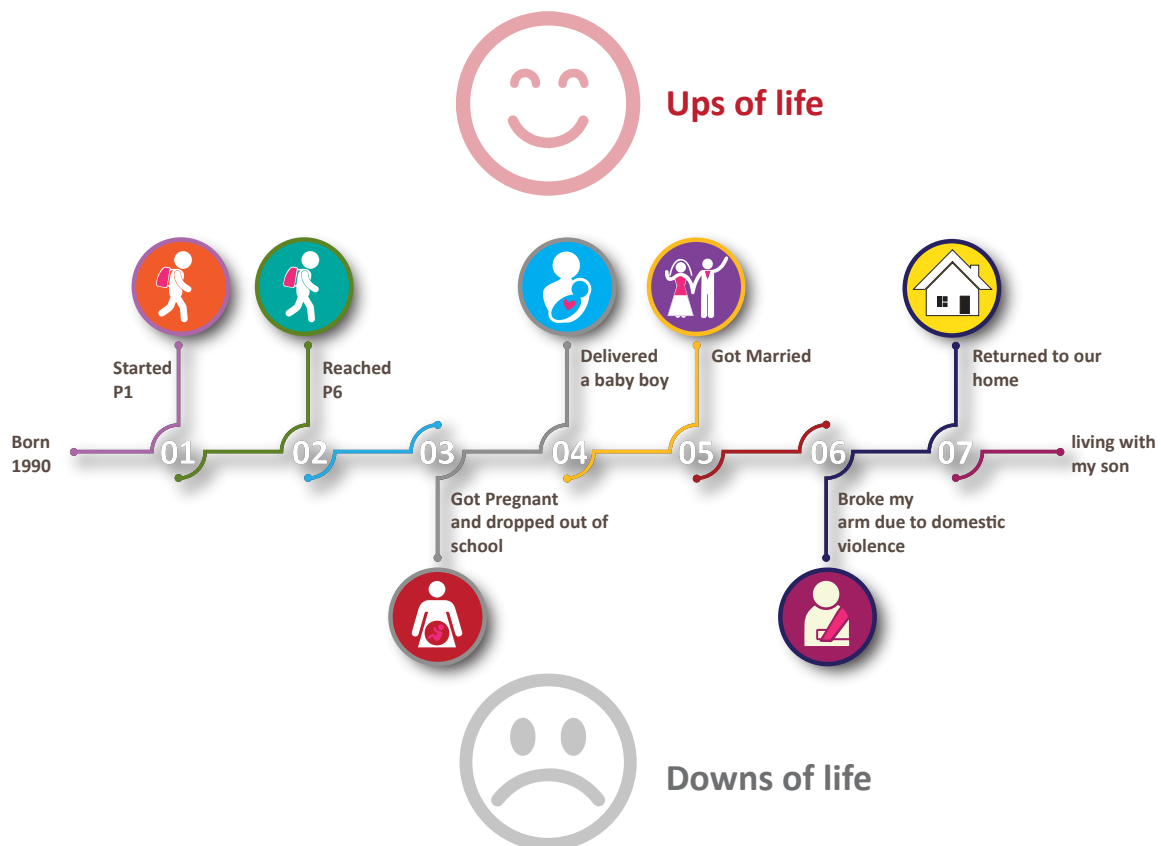 Ups of life
Started
P1
Reached
P6
Delivered
a baby boy
Got Married
Returned to our
home
Born
1990
01
02
03
04
05
06
07
living with
my son
Got Pregnant
and dropped out of
school
Broke my
arm due to domestic
violence
Downs of life